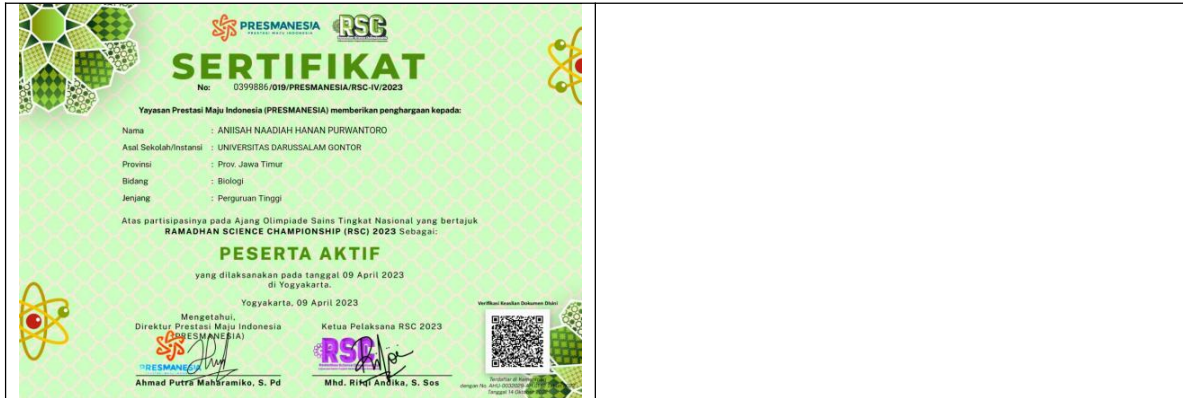 PRESMANESIA RSC
PRESTASI MAJU INDONESIA
SERTIFIKAT
No: 0399886/019/PRESMANESIA/RSC-IV/2023
Yayasan Prestasi Maju Indonesia (PRESMANESIA) memberikan penghargaan kepada:
Nama : ANIISAH NAADIAH HANAN PURWANTORO
Asal Sekolah/Instansi : UNIVERSITAS DARUSSALAM GONTOR
Provinsi : Prov. Jawa Timur
Bidang : Biologi
Jenjang : Perguruan Tinggi
Atas partisipasinya pada Ajang Olimpiade Sains Tingkat Nasional yang bertajuk
RAMADHAN SCIENCE CHAMPIONSHIP (RSC) 2023 Sebagai:
PESERTA AKTIF
yang dilaksanakan pada tanggal 09 April 2023
di Yogyakarta.
Yogyakarta, 09 April 2023
Verifikasi Keaslian Dokumen Disini
Mengetahui,
Direktur Prestasi Maju Indonesia
(PRESMANESIA)
Ketua Pelaksana RSC 2023
PRESMANESIA
RSC
Ahmad Putra Maharamiko, S. Pd
Mhd. Rifqi Andika, S. Sos
Terdaftar di
dengan No.
Tanggal 14